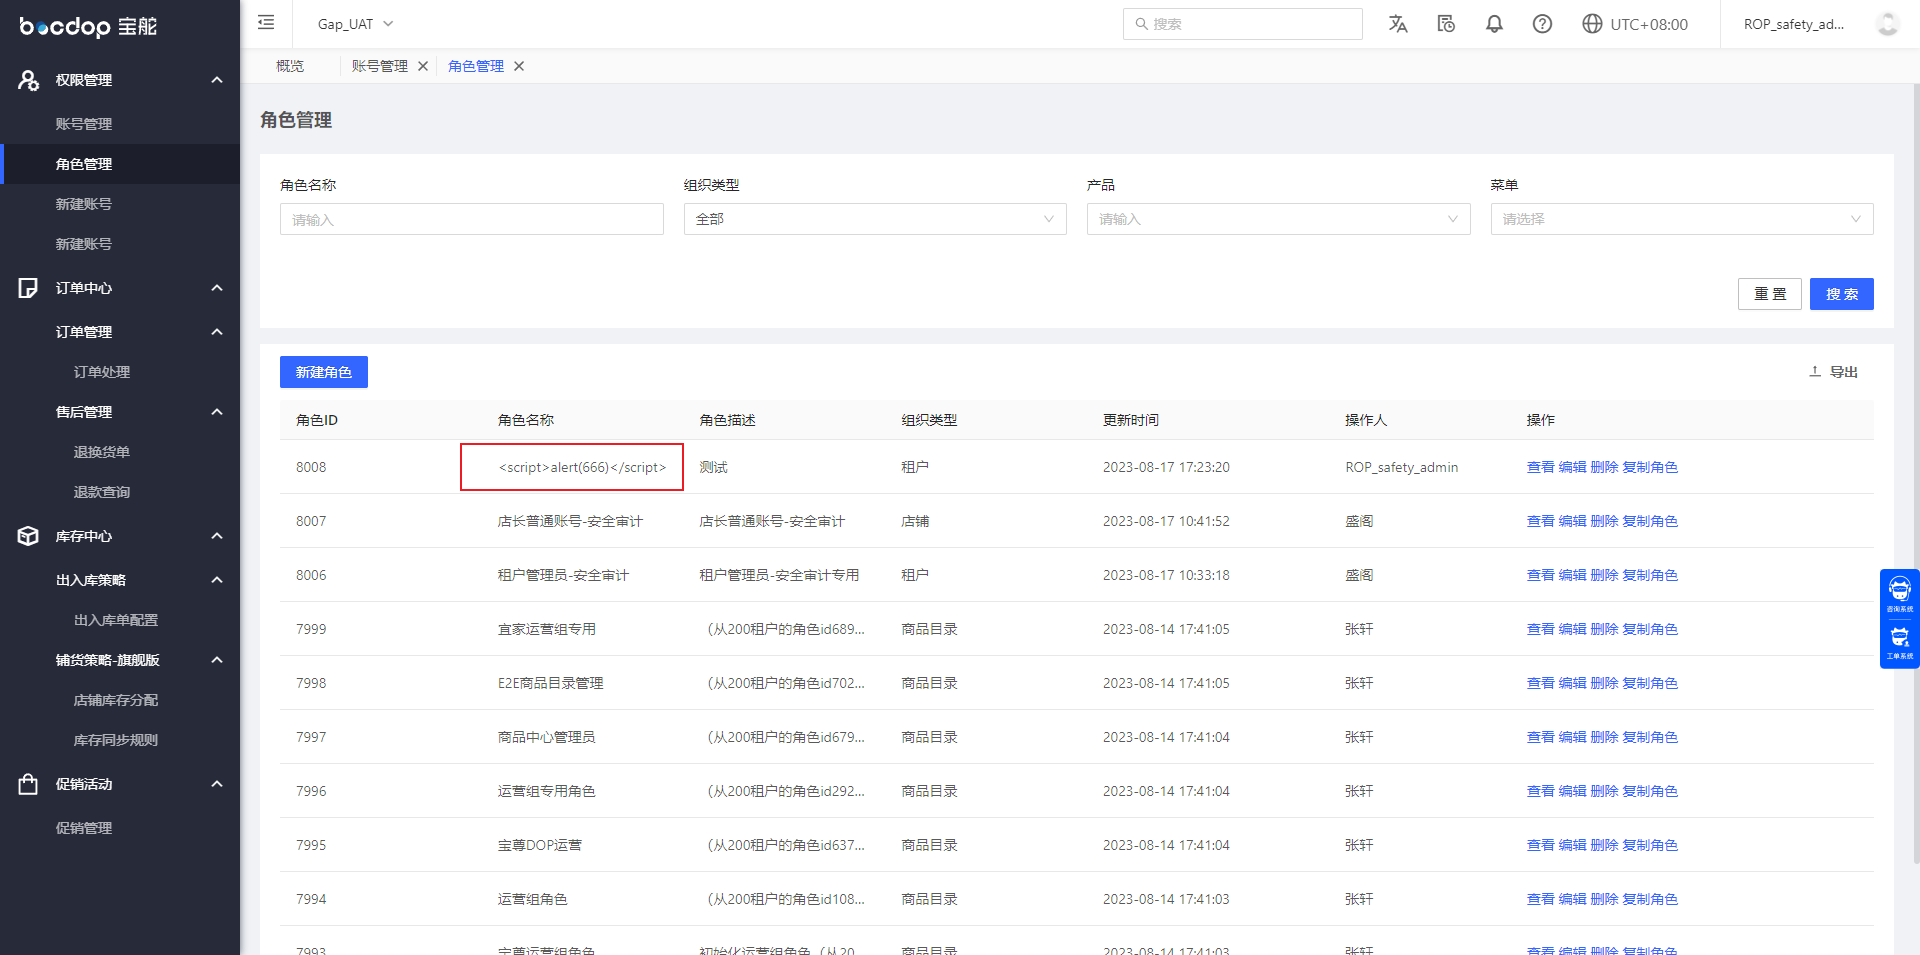 bocdop 宝舵
Gap_UAT
搜索
UTC+08:00
ROP_safety_ad...
概览
账号管理
角色管理
权限管理
账号管理
角色管理
新建账号
新建账号
订单中心
订单管理
订单处理
售后管理
退换货单
退款查询
库存中心
出入库策略
出入库单配置
铺货策略-旗舰版
店铺库存分配
库存同步规则
促销活动
促销管理
角色管理
角色名称 组织类型 产品 菜单
请输入 全部 请输入 请选择
重 置 搜 索
新建角色 导出
角色ID 角色名称 角色描述 组织类型 更新时间 操作人 操作
8008 <script>alert(666)</script> 测试 租户 2023-08-17 17:23:20 ROP_safety_admin 查看 编辑 删除 复制角色
8007 店长普通账号-安全审计 店长普通账号-安全审计 店铺 2023-08-17 10:41:52 盛阁 查看 编辑 删除 复制角色
8006 租户管理员-安全审计 租户管理员-安全审计专用 租户 2023-08-17 10:33:18 盛阁 查看 编辑 删除 复制角色
7999 宜家运营组专用 （从200租户的角色id689... 商品目录 2023-08-14 17:41:05 张轩 查看 编辑 删除 复制角色
7998 E2E商品目录管理 （从200租户的角色id702... 商品目录 2023-08-14 17:41:05 张轩 查看 编辑 删除 复制角色
7997 商品中心管理员 （从200租户的角色id679... 商品目录 2023-08-14 17:41:04 张轩 查看 编辑 删除 复制角色
7996 运营组专用角色 （从200租户的角色id292... 商品目录 2023-08-14 17:41:04 张轩 查看 编辑 删除 复制角色
7995 宝尊DOP运营 （从200租户的角色id637... 商品目录 2023-08-14 17:41:04 张轩 查看 编辑 删除 复制角色
7994 运营组角色 （从200租户的角色id108... 商品目录 2023-08-14 17:41:03 张轩 查看 编辑 删除 复制角色
7993 宝尊运营组角色 初始化运营组角色（从20... 商品目录 2023-08-14 17:41:03 张轩 查看 编辑 删除 复制角色
咨询系统
工单系统